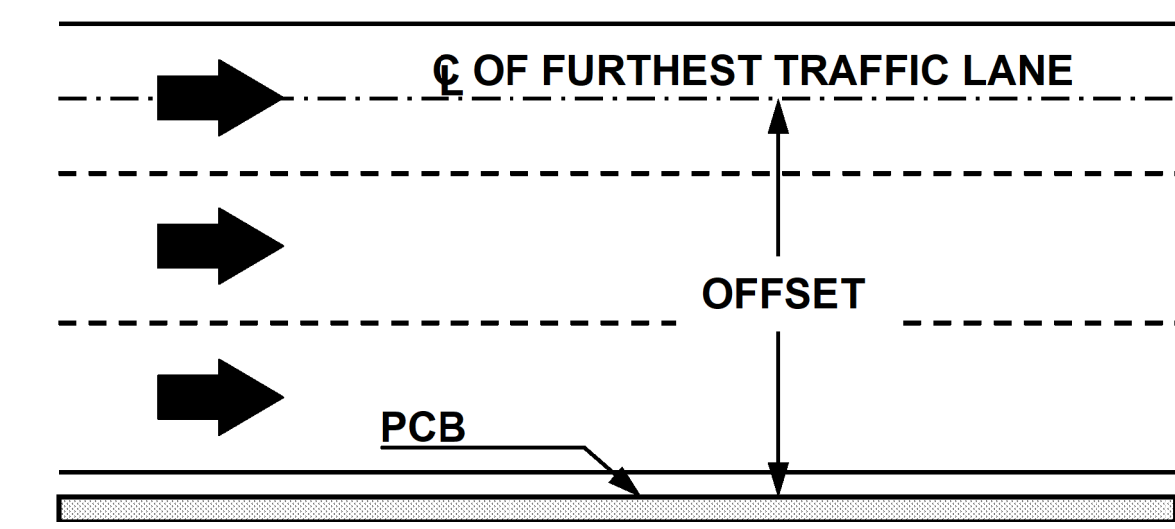 ℄ OF FURTHEST TRAFFIC LANE
OFFSET
PCB